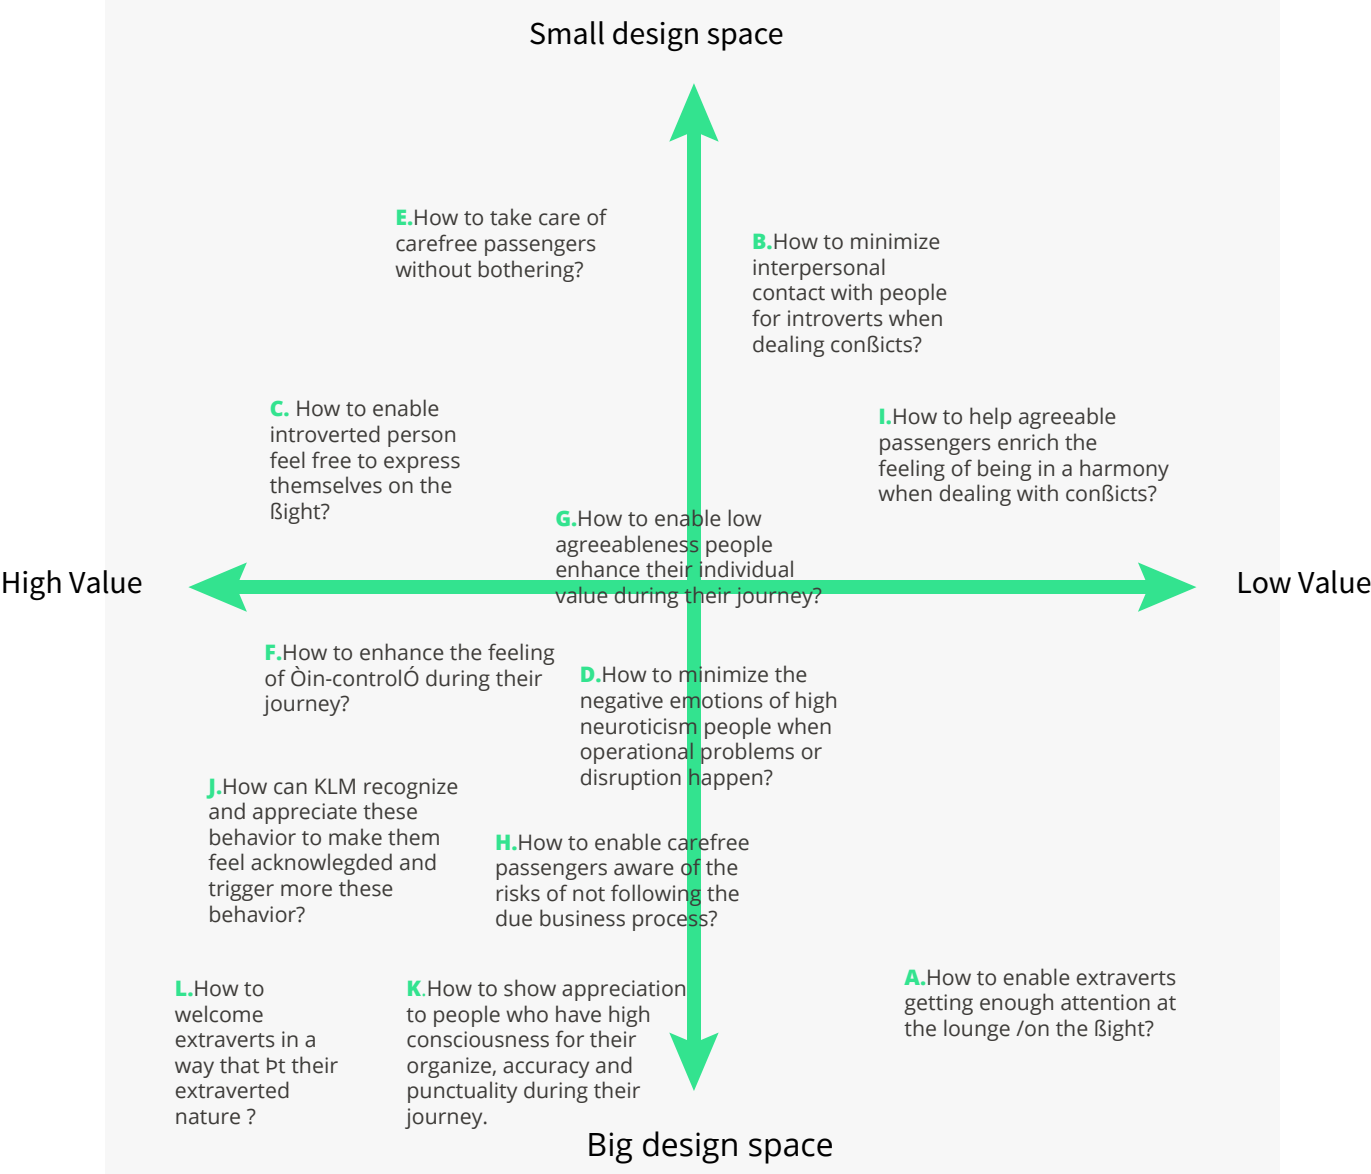 Small design space
E.How to take care of
carefree passengers
without bothering?
B.How to minimize
interpersonal
contact with people
for introverts when
dealing conßicts?
C. How to enable
introverted person
feel free to express
themselves on the
ßight?
I.How to help agreeable
passengers enrich the
feeling of being in a harmony
when dealing with conßicts?
G.How to enable low
agreeableness people
enhance their individual
value during their journey?
High Value
Low Value
F.How to enhance the feeling
of Òin-controlÓ during their
journey?
D.How to minimize the
negative emotions of high
neuroticism people when
operational problems or
disruption happen?
J.How can KLM recognize
and appreciate these
behavior to make them
feel acknowlegded and
trigger more these
behavior?
H.How to enable carefree
passengers aware of the
risks of not following the
due business process?
L.How to
welcome
extraverts in a
way that Þt their
extraverted
nature ?
K.How to show appreciation
to people who have high
consciousness for their
organize, accuracy and
punctuality during their
journey.
A.How to enable extraverts
getting enough attention at
the lounge /on the ßight?
Big design space